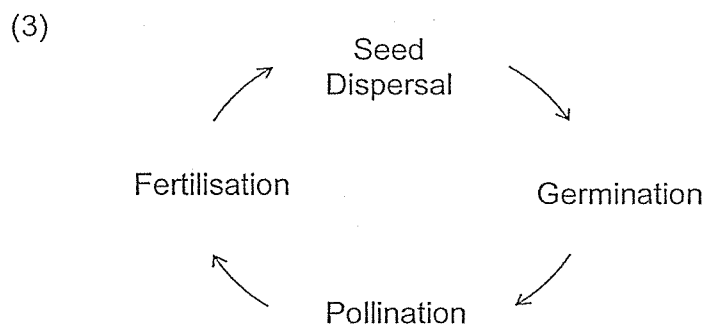 (3)
Seed
Dispersal
Fertilisation
Germination
Pollination